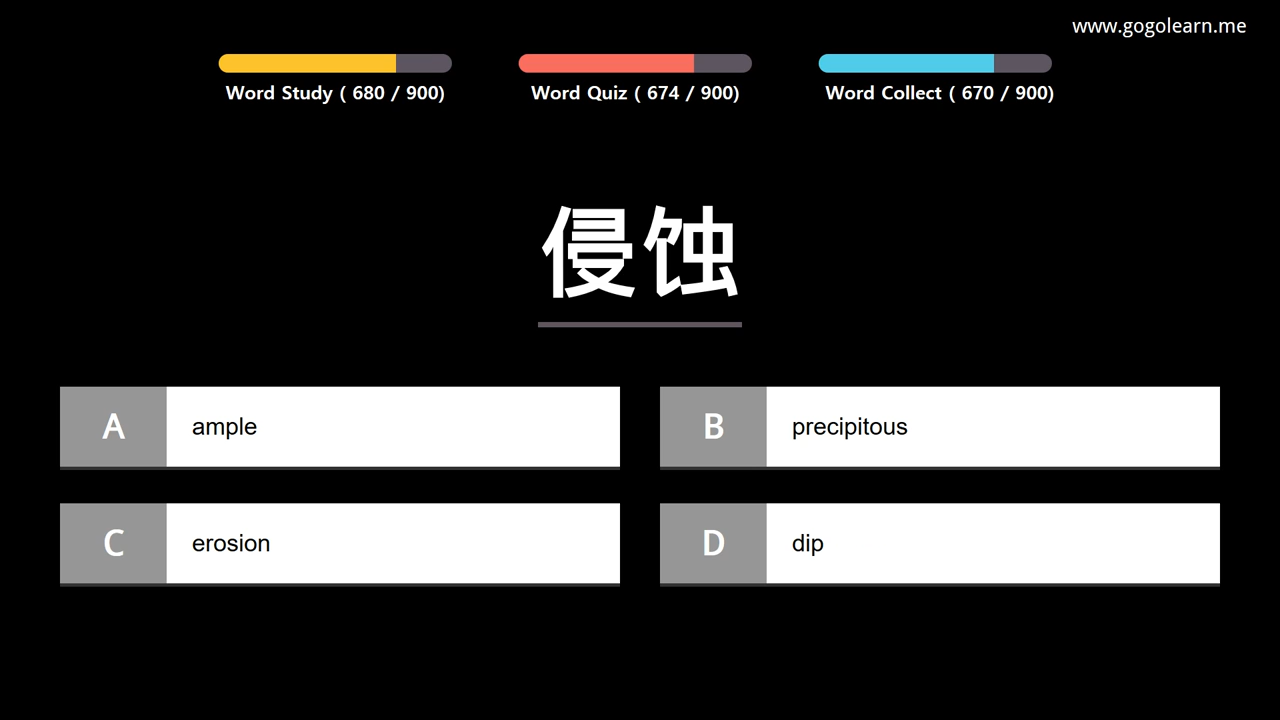 www.gogolearn.me
Word Study ( 680 / 900)
Word Quiz ( 674 / 900)
Word Collect ( 670 / 900)
侵蚀
A ample
B precipitous
C erosion
D dip